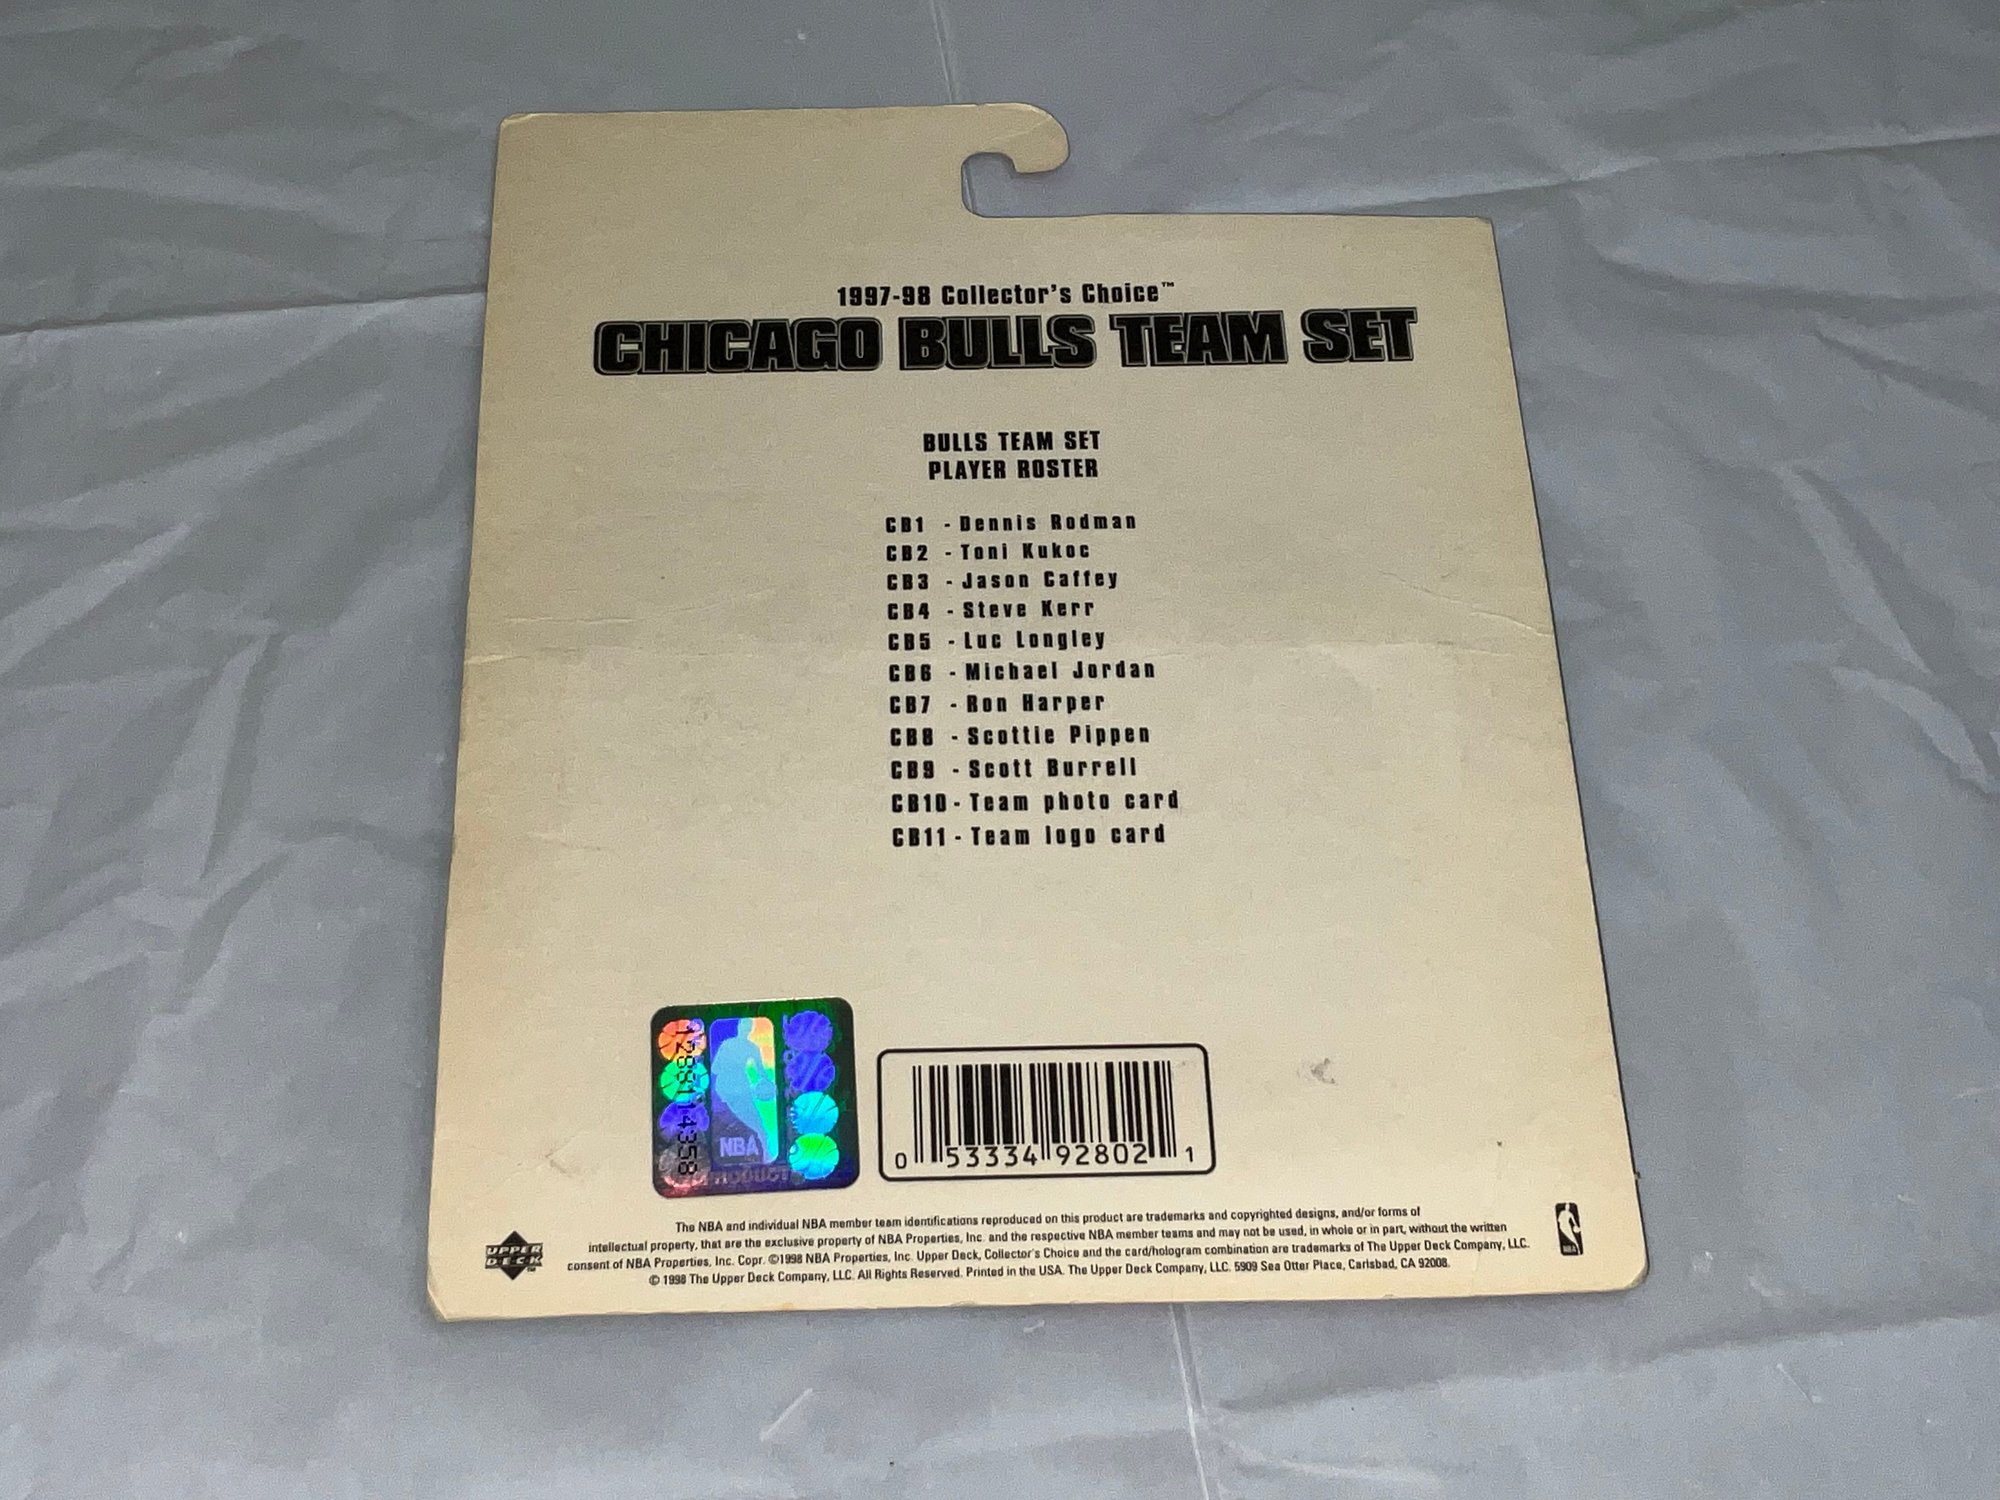 1997-98 Collector's Choice™
CHICAGO BULLS TEAM SET
BULLS TEAM SET
PLAYER ROSTER
CB1 - Dennis Rodman
CB2 - Toni Kukoc
CB3 - Jason Caffey
CB4 - Steve Kerr
CB5 - Luc Longley
CB6 - Michael Jordan
CB7 - Ron Harper
CB8 - Scottie Pippen
CB9 - Scott Burrell
CB10 - Team photo card
CB11 - Team logo card
128814358
NBA
PRODUCT
0 53334 92802 1
The NBA and individual NBA member team identifications reproduced on this product are trademarks and copyrighted designs, and/or forms of
intellectual property, that are the exclusive property of NBA Properties, Inc. and the respective NBA member teams and may not be used, in whole or in part, without the written
consent of NBA Properties, Inc. Copr. ©1998 NBA Properties, Inc. Upper Deck, Collector's Choice and the card/hologram combination are trademarks of The Upper Deck Company, LLC.
© 1998 The Upper Deck Company, LLC. All Rights Reserved. Printed in the USA. The Upper Deck Company, LLC. 5909 Sea Otter Place, Carlsbad, CA 92008.
UPPER
DECK™
NBA